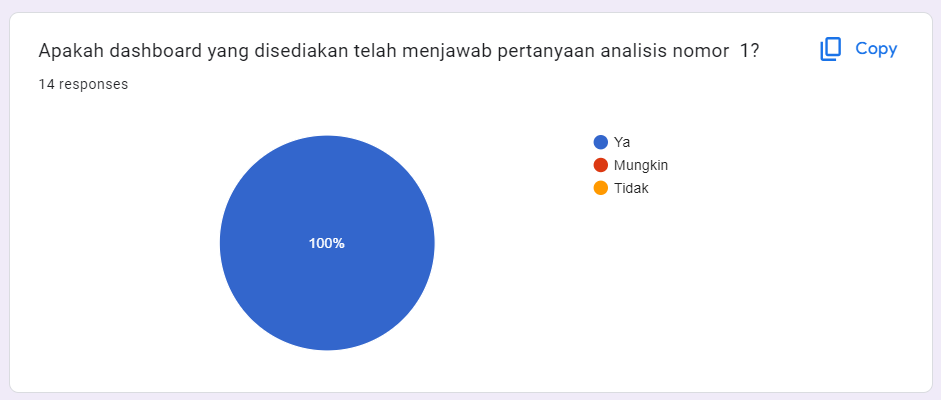 Apakah dashboard yang disediakan telah menjawab pertanyaan analisis nomor  1?
Copy
14 responses
Ya
Mungkin
Tidak
100%